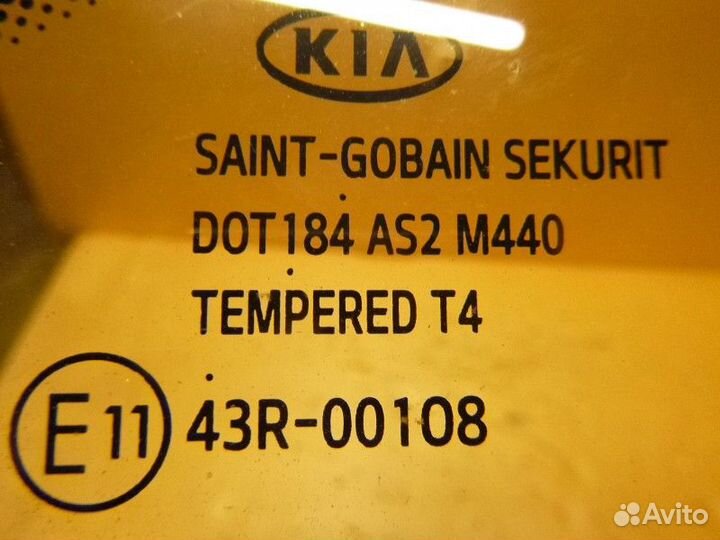 KIA
SAINT-GOBAIN SEKURIT
DOT184 AS2 M440
TEMPERED T4
E11 43R-00108
Avito